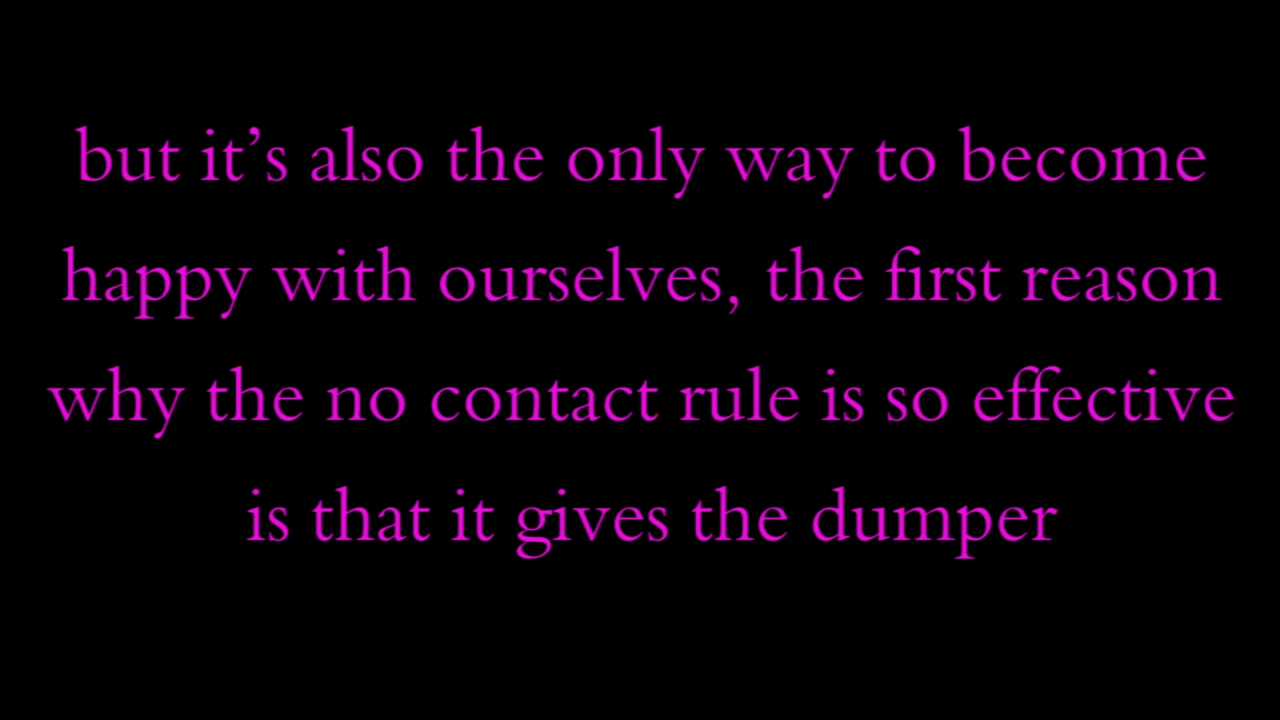 but it’s also the only way to become
happy with ourselves, the first reason
why the no contact rule is so effective
is that it gives the dumper